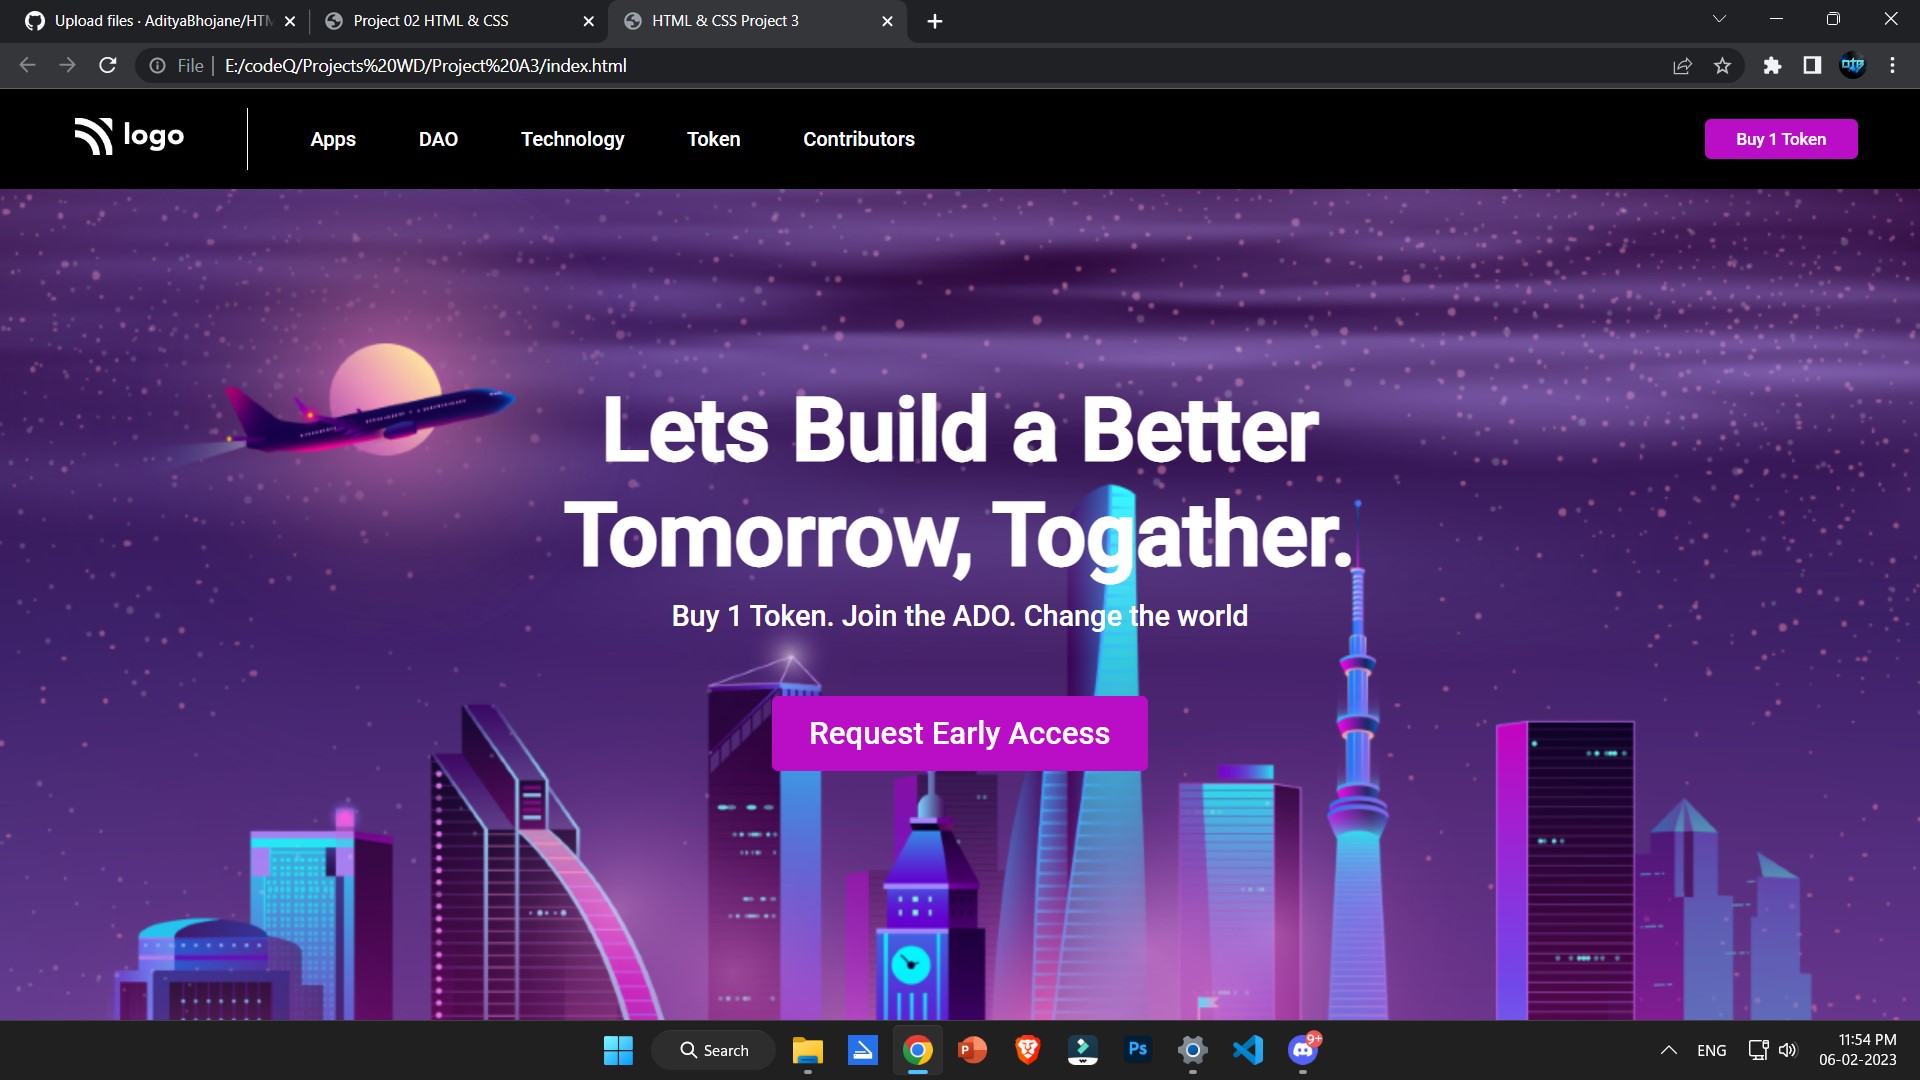 Upload files · AdityaBhojane/HTM
Project 02 HTML & CSS
HTML & CSS Project 3
File
E:/codeQ/Projects%20WD/Project%20A3/index.html
logo
Apps
DAO
Technology
Token
Contributors
Buy 1 Token
Lets Build a Better
Tomorrow, Togather.
Buy 1 Token. Join the ADO. Change the world
Request Early Access
Search
P
Ps
9+
ENG
11:54 PM
06-02-2023